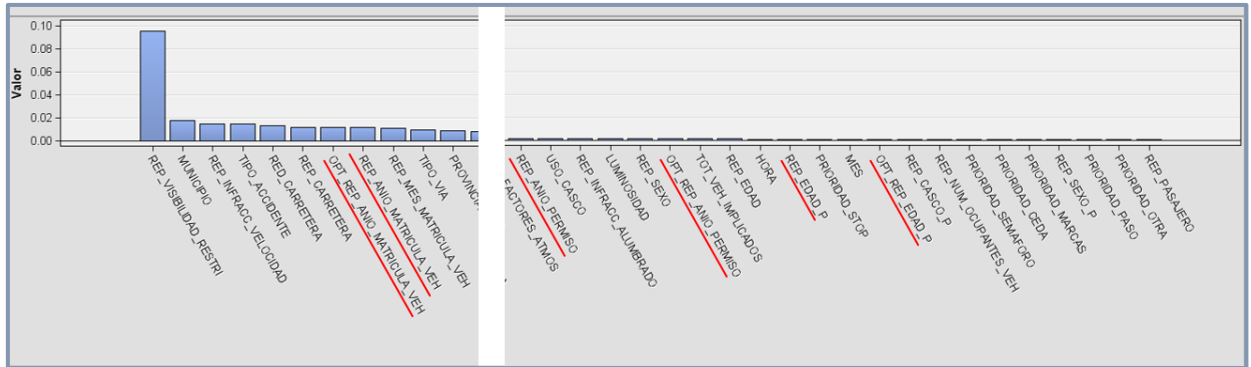 Valor
0.10
0.08
0.06
0.04
0.02
0.00
REP_VISIBILIDAD_RESTRI
MUNICIPIO
REP_INFRACC_VELOCIDAD
TIPO_ACCIDENTE
RED_CARRETERA
REP_CARRETERA
OPT_REP_ANIO_MATRICULA_VEH
REP_ANIO_MATRICULA_VEH
REP_MES_MATRICULA_VEH
TIPO_VIA
PROVINCIA
FACTORES_ATMOS
REP_ANIO_PERMISO
USO_CASCO
REP_INFRACC_ALUMBRADO
LUMINOSIDAD
REP_SEXO
OPT_REP_ANIO_PERMISO
TOT_VEH_IMPLICADOS
REP_EDAD
HORA
REP_EDAD_P
PRIORIDAD_STOP
MES
OPT_REP_EDAD_P
REP_CASCO_P
REP_NUM_OCUPANTES_VEH
PRIORIDAD_SEMAFORO
PRIORIDAD_CEDA
PRIORIDAD_MARCAS
REP_SEXO_P
PRIORIDAD_PASO
PRIORIDAD_OTRA
REP_PASAJERO